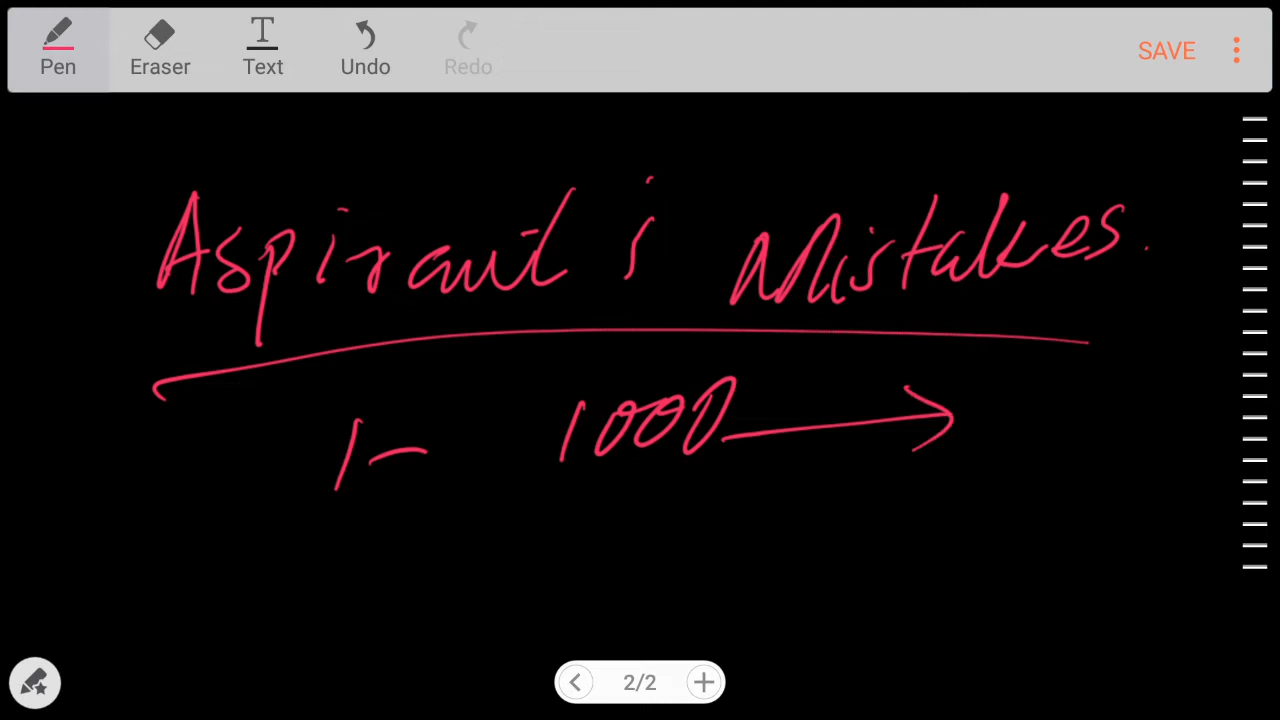 Pen Eraser Text Undo Redo SAVE
Aspirant's Mistakes.
1- 1000
2/2